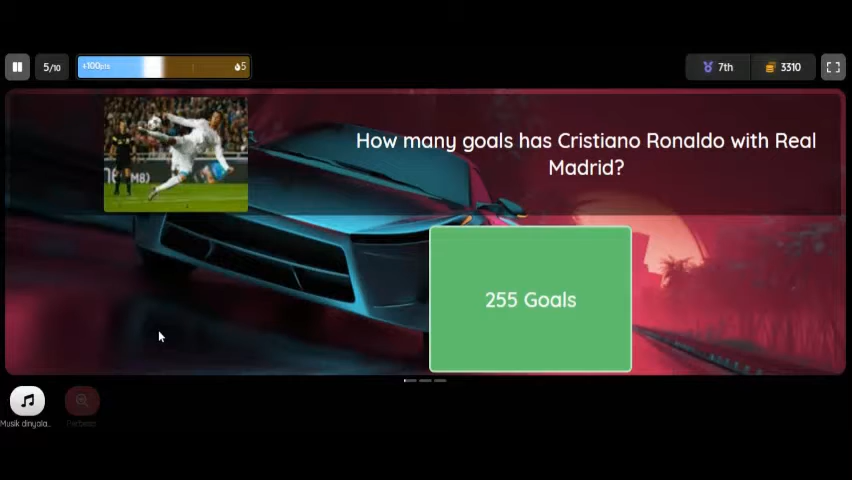 5/10
+100pts
5
7th
3310
How many goals has Cristiano Ronaldo with Real
Madrid?
255 Goals
Musik dinyala...